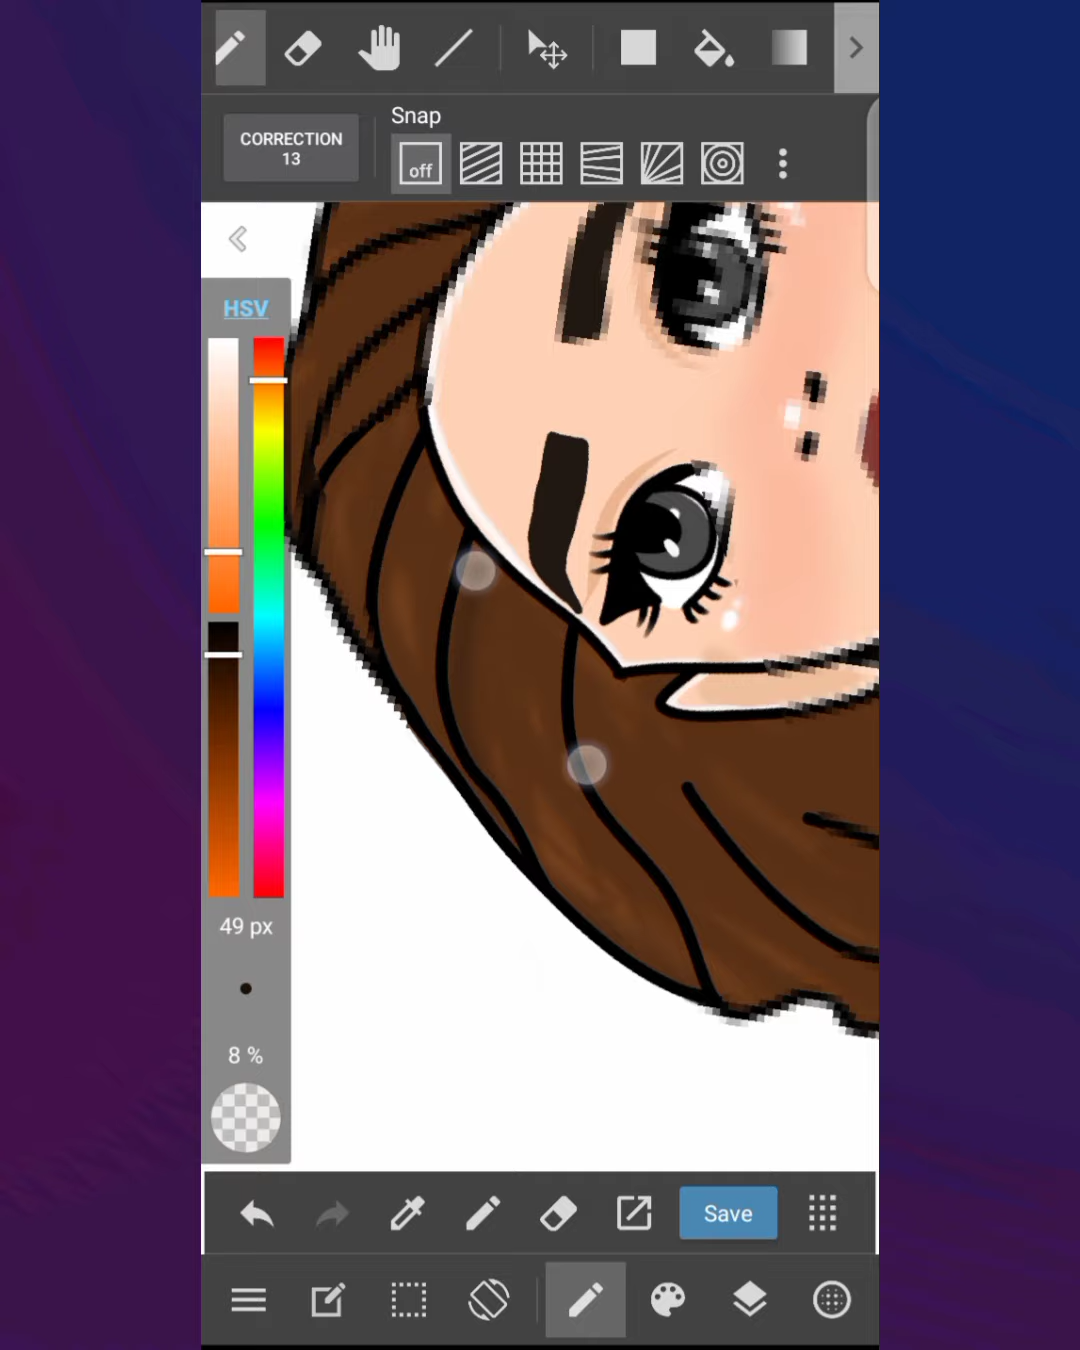 Snap
CORRECTION
13
off
HSV
49 px
8 %
Save